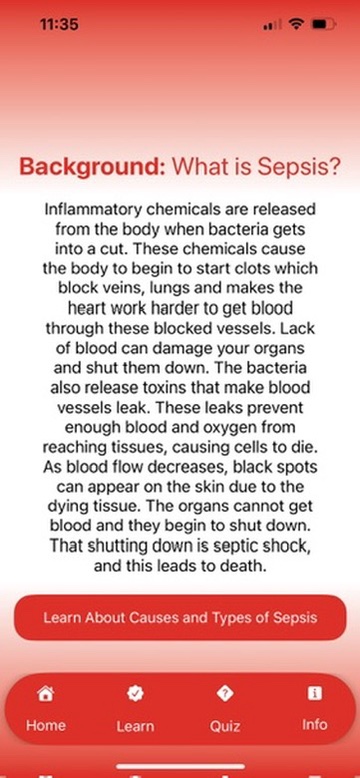 11:35
Background: What is Sepsis?
Inflammatory chemicals are released
from the body when bacteria gets
into a cut. These chemicals cause
the body to begin to start clots which
block veins, lungs and makes the
heart work harder to get blood
through these blocked vessels. Lack
of blood can damage your organs
and shut them down. The bacteria
also release toxins that make blood
vessels leak. These leaks prevent
enough blood and oxygen from
reaching tissues, causing cells to die.
As blood flow decreases, black spots
can appear on the skin due to the
dying tissue. The organs cannot get
blood and they begin to shut down.
That shutting down is septic shock,
and this leads to death.
Learn About Causes and Types of Sepsis
Home Learn Quiz Info